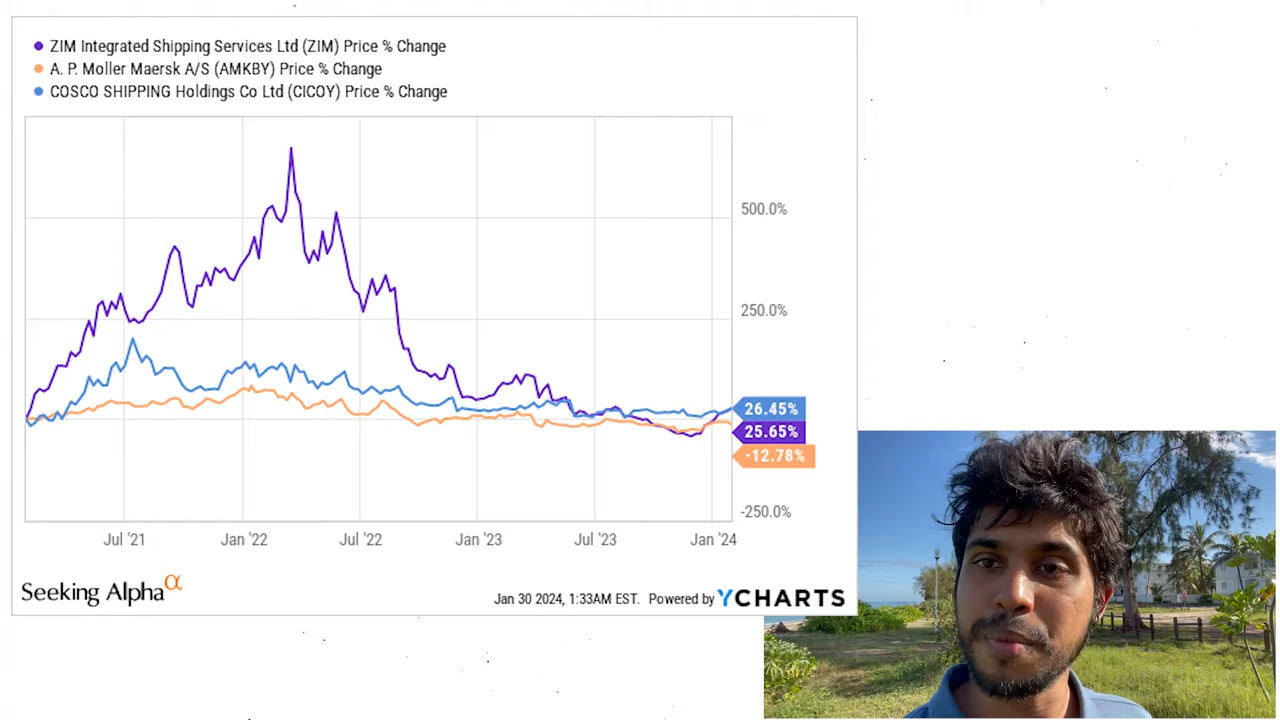 ZIM Integrated Shipping Services Ltd (ZIM) Price % Change
A. P. Moller Maersk A/S (AMKBY) Price % Change
COSCO SHIPPING Holdings Co Ltd (CICOY) Price % Change
500.0%
250.0%
26.45%
25.65%
-12.78%
-250.0%
Jul '21
Jan '22
Jul '22
Jan '23
Jul '23
Jan '24
Seeking Alphaα
Jan 30 2024, 1:33AM EST. Powered by YCHARTS